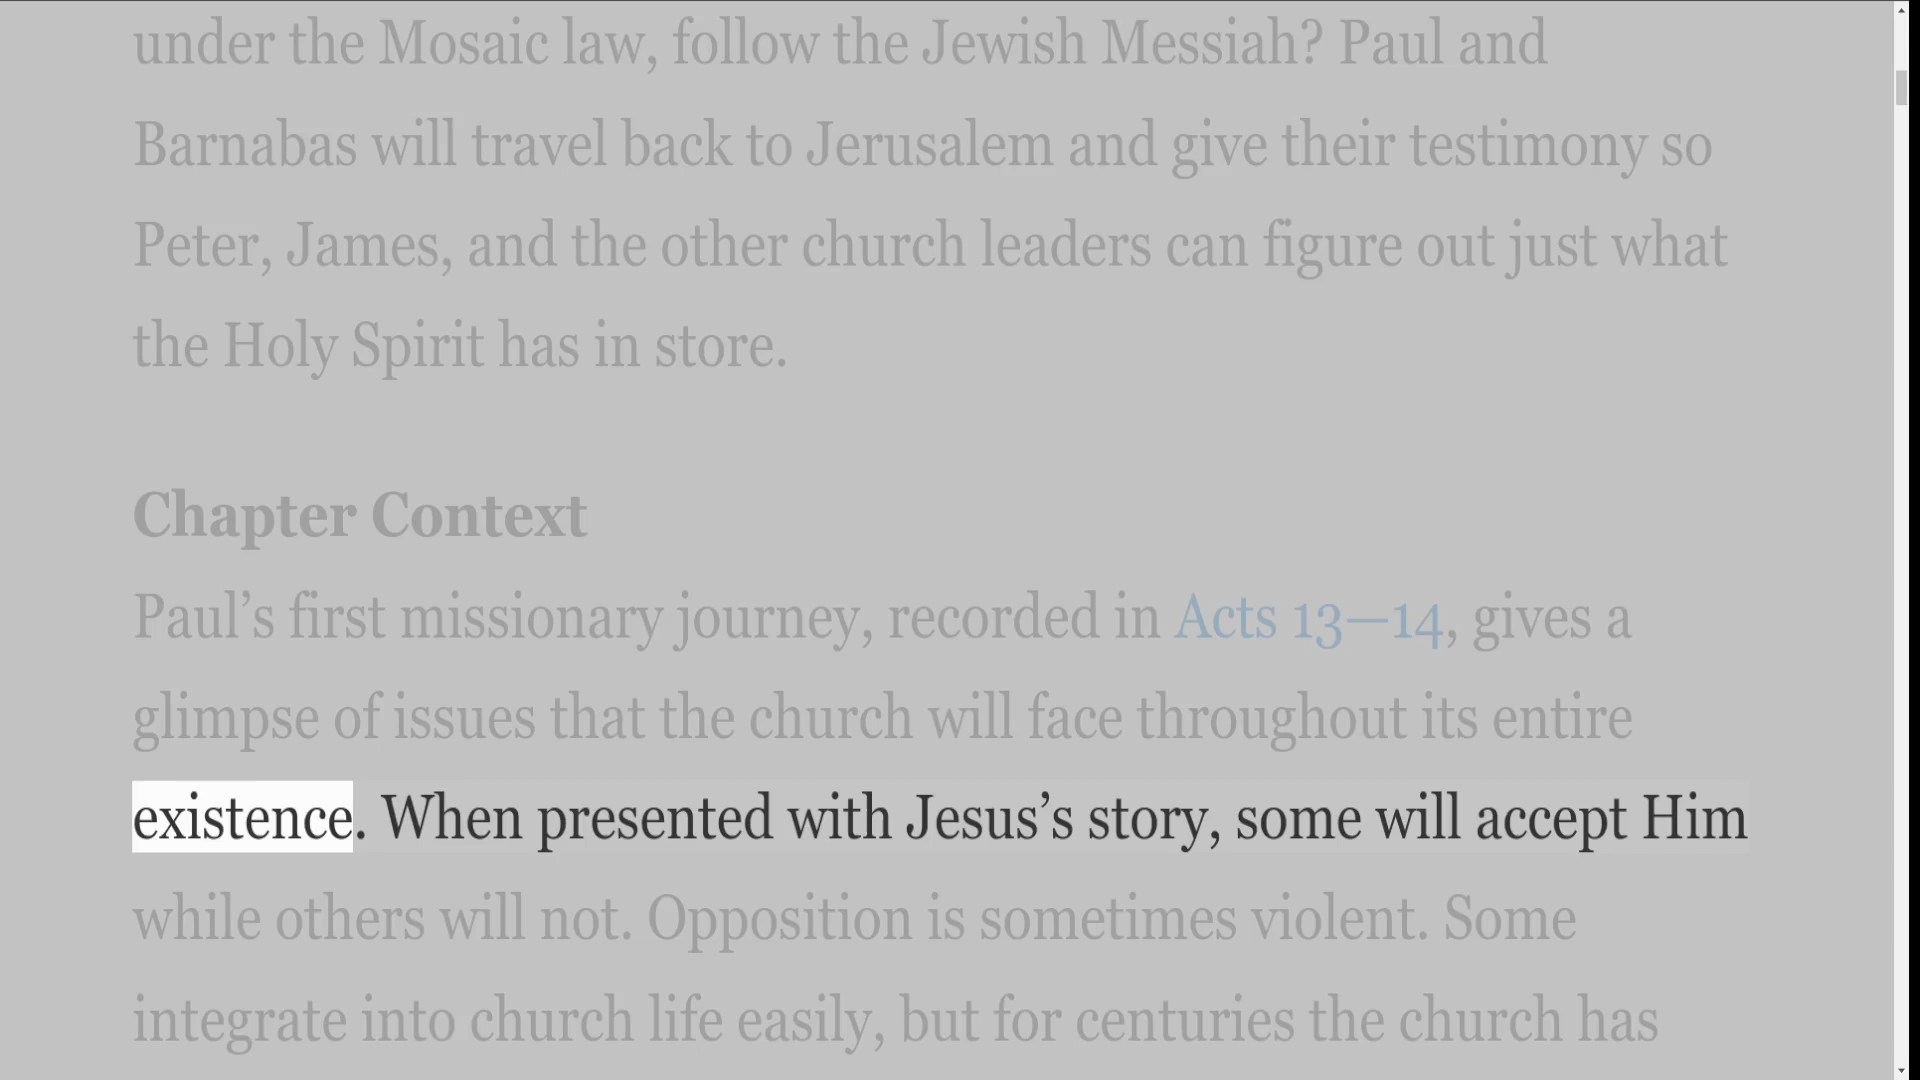 under the Mosaic law, follow the Jewish Messiah? Paul and
Barnabas will travel back to Jerusalem and give their testimony so
Peter, James, and the other church leaders can figure out just what
the Holy Spirit has in store.
Chapter Context
Paul’s first missionary journey, recorded in Acts 13—14, gives a
glimpse of issues that the church will face throughout its entire
existence. When presented with Jesus’s story, some will accept Him
while others will not. Opposition is sometimes violent. Some
integrate into church life easily, but for centuries the church has